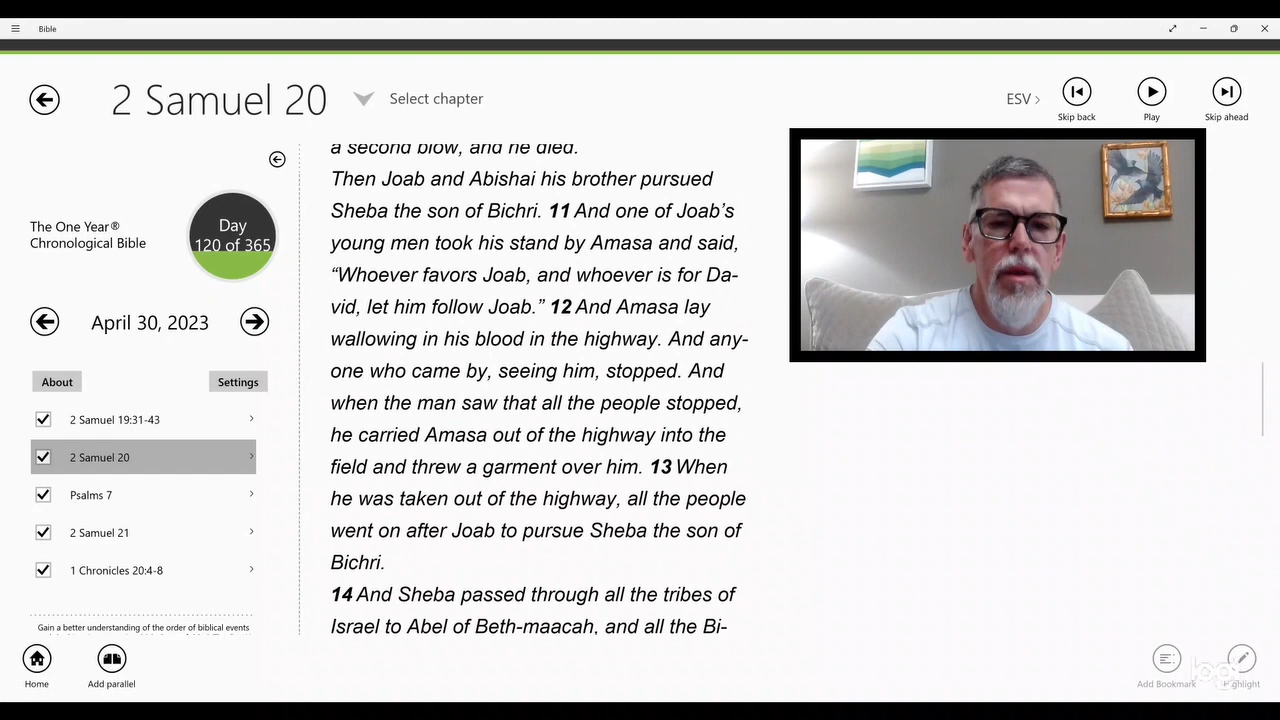 Bible
2 Samuel 20
Select chapter
ESV
Skip back
Play
Skip ahead
The One Year®
Chronological Bible
Day
120 of 365
April 30, 2023
About
Settings
2 Samuel 19:31-43
2 Samuel 20
Psalms 7
2 Samuel 21
1 Chronicles 20:4-8
Gain a better understanding of the order of biblical events
Home
Add parallel
a second blow, and he died.
Then Joab and Abishai his brother pursued
Sheba the son of Bichri. 11 And one of Joab’s
young men took his stand by Amasa and said,
“Whoever favors Joab, and whoever is for Da-
vid, let him follow Joab.” 12 And Amasa lay
wallowing in his blood in the highway. And any-
one who came by, seeing him, stopped. And
when the man saw that all the people stopped,
he carried Amasa out of the highway into the
field and threw a garment over him. 13 When
he was taken out of the highway, all the people
went on after Joab to pursue Sheba the son of
Bichri.
14 And Sheba passed through all the tribes of
Israel to Abel of Beth-maacah, and all the Bi-
Add Bookmark
Highlight
logi